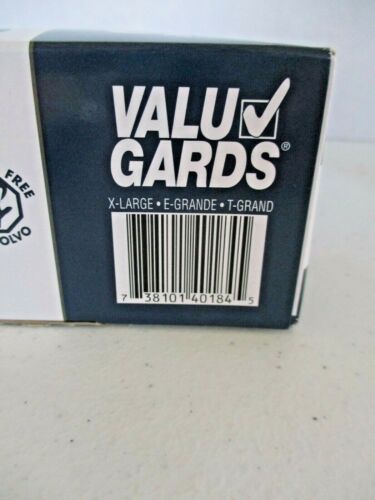 VALU
GARDS®
X-LARGE • E-GRANDE • T-GRAND
7 38101 40184 5
FREE